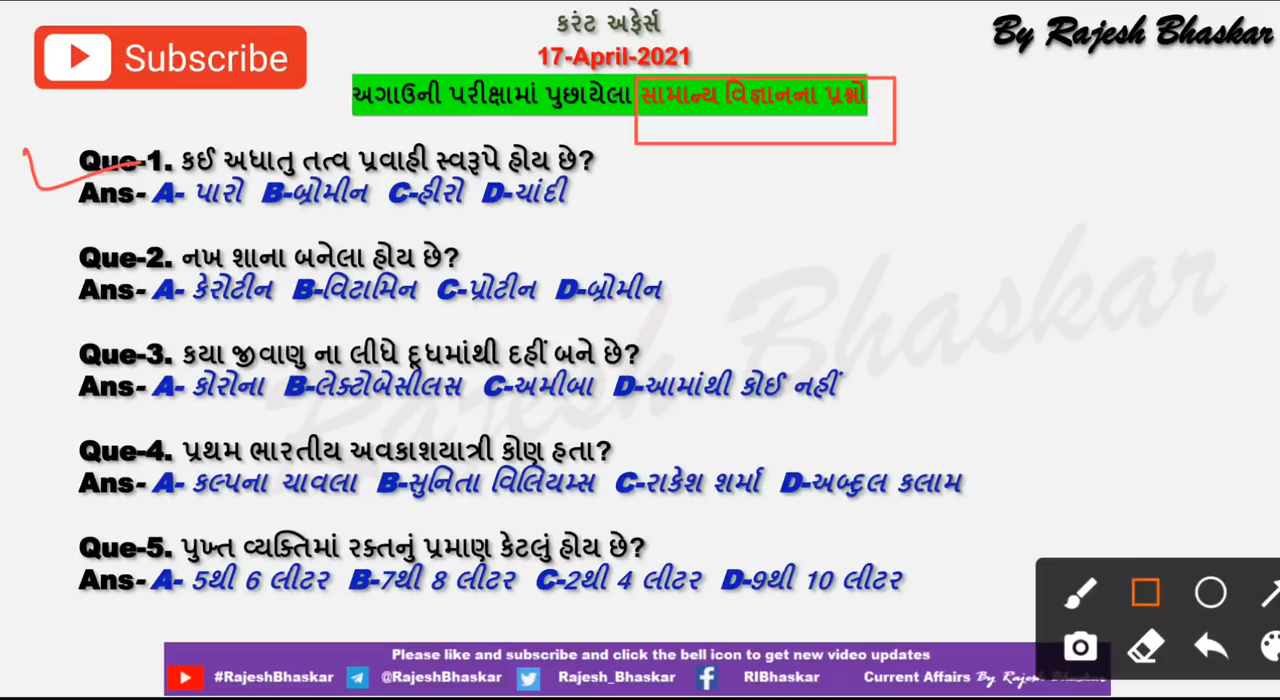 Subscribe
કરંટ અફેર્સ
17-April-2021
By Rajesh Bhaskar
અગાઉની પરીક્ષામાં પુછાયેલા સામાન્ય વિજ્ઞાનના પ્રશ્નો
Que-1. કઈ અધાતુ તત્વ પ્રવાહી સ્વરૂપે હોય છે?
Ans- A- પારો B-બ્રોમીન C-હીરો D-ચાંદી
Que-2. નખ શાના બનેલા હોય છે?
Ans- A- કેરોટીન B-વિટામિન C-પ્રોટીન D-બ્રોમીન
Que-3. કયા જીવાણુ ના લીધે દૂધમાંથી દહીં બને છે?
Ans- A- કોરોના B-લેક્ટોબેસીલસ C-અમીબા D-આમાંથી કોઈ નહીં
Que-4. પ્રથમ ભારતીય અવકાશયાત્રી કોણ હતા?
Ans- A- કલ્પના ચાવલા B-સુનિતા વિલિયમ્સ C-રાકેશ શર્મા D-અબ્દુલ કલામ
Que-5. પુખ્ત વ્યક્તિમાં રક્તનું પ્રમાણ કેટલું હોય છે?
Ans- A- 5થી 6 લીટર B-7થી 8 લીટર C-2થી 4 લીટર D-9થી 10 લીટર
Rajesh Bhaskar
Please like and subscribe and click the bell icon to get new video updates
#RajeshBhaskar @RajeshBhaskar Rajesh_Bhaskar RIBhaskar Current Affairs By Rajesh Bhaskar